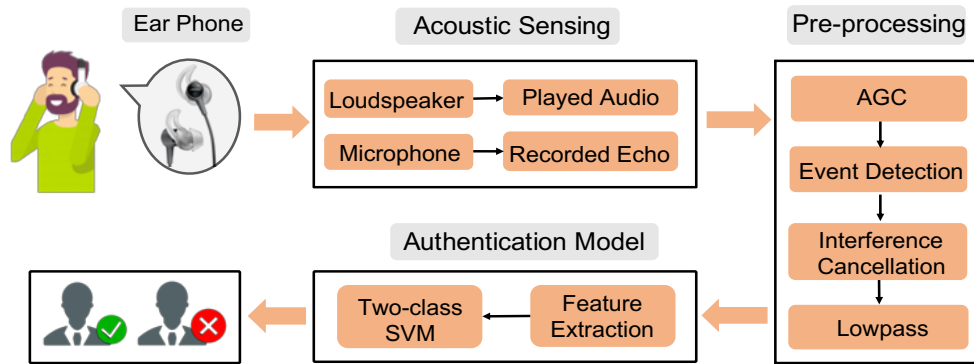 Ear Phone
Acoustic Sensing
Pre-processing
Loudspeaker
Played Audio
Microphone
Recorded Echo
AGC
Event Detection
Interference
Cancellation
Lowpass
Authentication Model
Two-class
SVM
Feature
Extraction